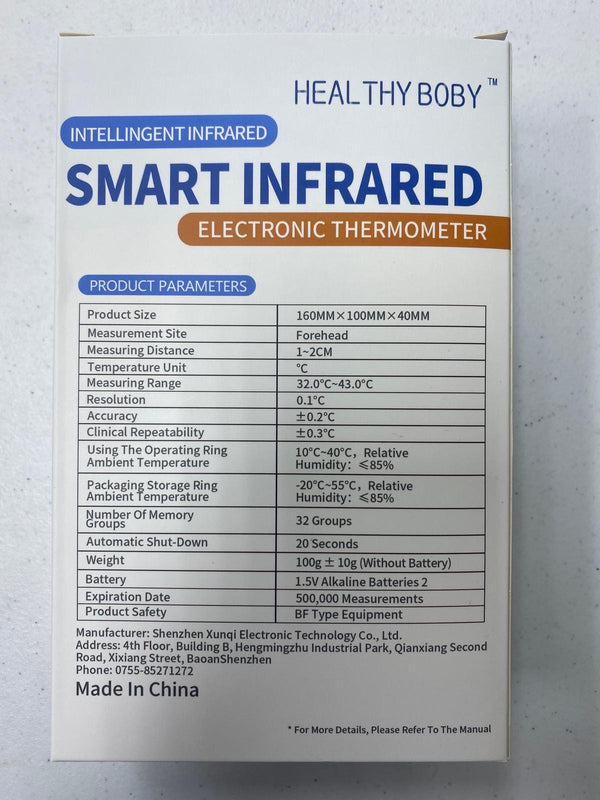 HEALTHY BOBY™
INTELLINGENT INFRARED
SMART INFRARED
ELECTRONIC THERMOMETER
PRODUCT PARAMETERS
Product Size 160MM×100MM×40MM
Measurement Site Forehead
Measuring Distance 1~2CM
Temperature Unit °C
Measuring Range 32.0°C~43.0°C
Resolution 0.1°C
Accuracy ±0.2°C
Clinical Repeatability ±0.3°C
Using The Operating Ring 10°C~40°C, Relative
Ambient Temperature Humidity: ≤85%
Packaging Storage Ring -20°C~55°C, Relative
Ambient Temperature Humidity: ≤85%
Number Of Memory
Groups 32 Groups
Automatic Shut-Down 20 Seconds
Weight 100g ± 10g (Without Battery)
Battery 1.5V Alkaline Batteries 2
Expiration Date 500,000 Measurements
Product Safety BF Type Equipment
Manufacturer: Shenzhen Xunqi Electronic Technology Co., Ltd.
Address: 4th Floor, Building B, Hengmingzhu Industrial Park, Qianxiang Second
Road, Xixiang Street, BaoanShenzhen
Phone: 0755-85271272
Made In China
* For More Details, Please Refer To The Manual